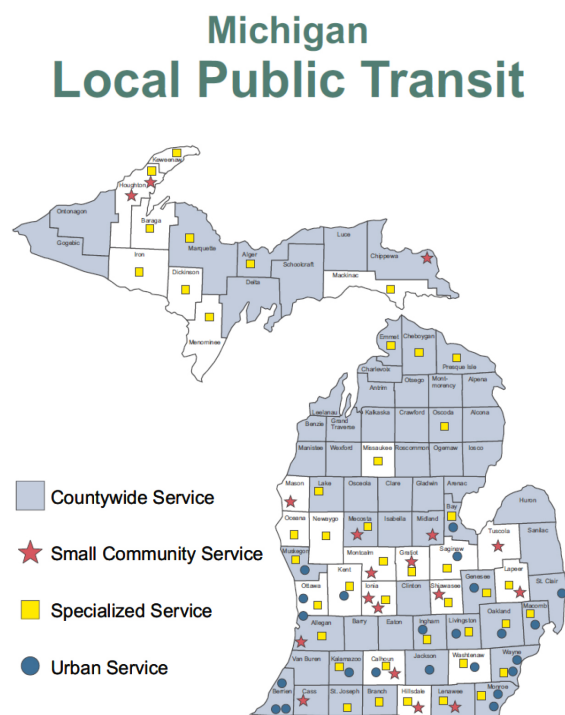 Michigan
Local Public Transit
Keweenaw
Houghton
Ontonagon
Baraga
Gogebic
Marquette
Luce
Iron
Alger
Chippewa
Schoolcraft
Dickinson
Mackinac
Delta
Menominee
Emmet
Cheboygan
Presque Isle
Charlevois
Otsego
Mont-
morency
Alpena
Antrim
Leelanau
Kalkaska
Crawford
Oscoda
Alcona
Benzie
Grand
Traverse
Manistee
Wexford
Missaukee
Roscommon
Ogemaw
Iosco
Mason
Lake
Osceola
Clare
Gladwin
Arenac
Huron
Countywide Service
Oceana
Newaygo
Mecosta
Isabella
Midland
Bay
Tuscola
Sanilac
Small Community Service
Muskegon
Montcalm
Gratiot
Saginaw
Kent
Genesee
Lapeer
St. Clair
Specialized Service
Ottawa
Ionia
Clinton
Shiawassee
Macomb
Allegan
Barry
Eaton
Ingham
Livingston
Oakland
Urban Service
Van Buren
Kalamazoo
Calhoun
Jackson
Washtenaw
Wayne
Berrien
Cass
St. Joseph
Branch
Hillsdale
Lenawee
Monroe